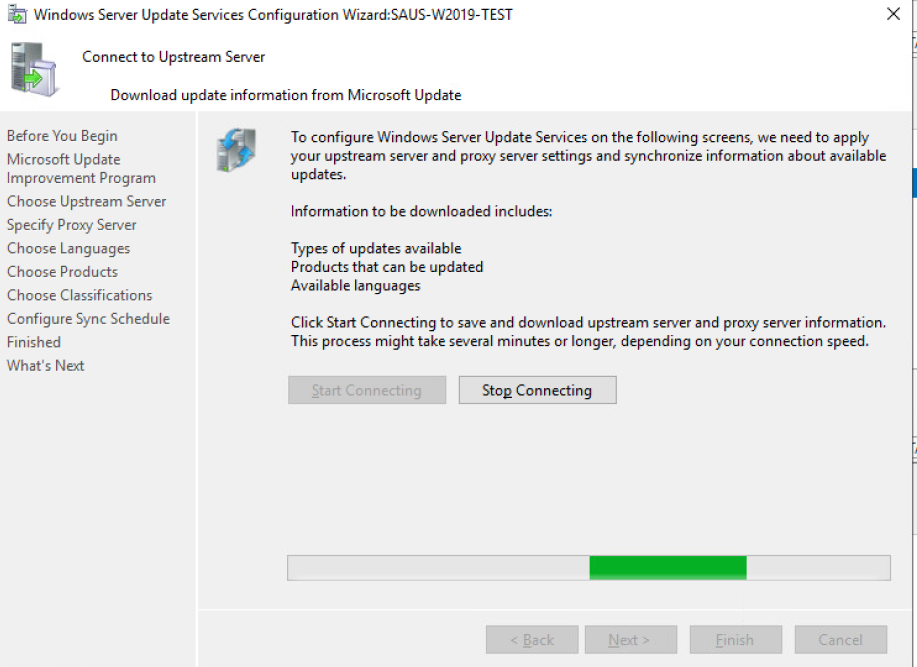 Windows Server Update Services Configuration Wizard:SAUS-W2019-TEST
Connect to Upstream Server
Download update information from Microsoft Update
Before You Begin
Microsoft Update
Improvement Program
Choose Upstream Server
Specify Proxy Server
Choose Languages
Choose Products
Choose Classifications
Configure Sync Schedule
Finished
What's Next
To configure Windows Server Update Services on the following screens, we need to apply
your upstream server and proxy server settings and synchronize information about available
updates.
Information to be downloaded includes:
Types of updates available
Products that can be updated
Available languages
Click Start Connecting to save and download upstream server and proxy server information.
This process might take several minutes or longer, depending on your connection speed.
Start Connecting
Stop Connecting
< Back
Next >
Finish
Cancel